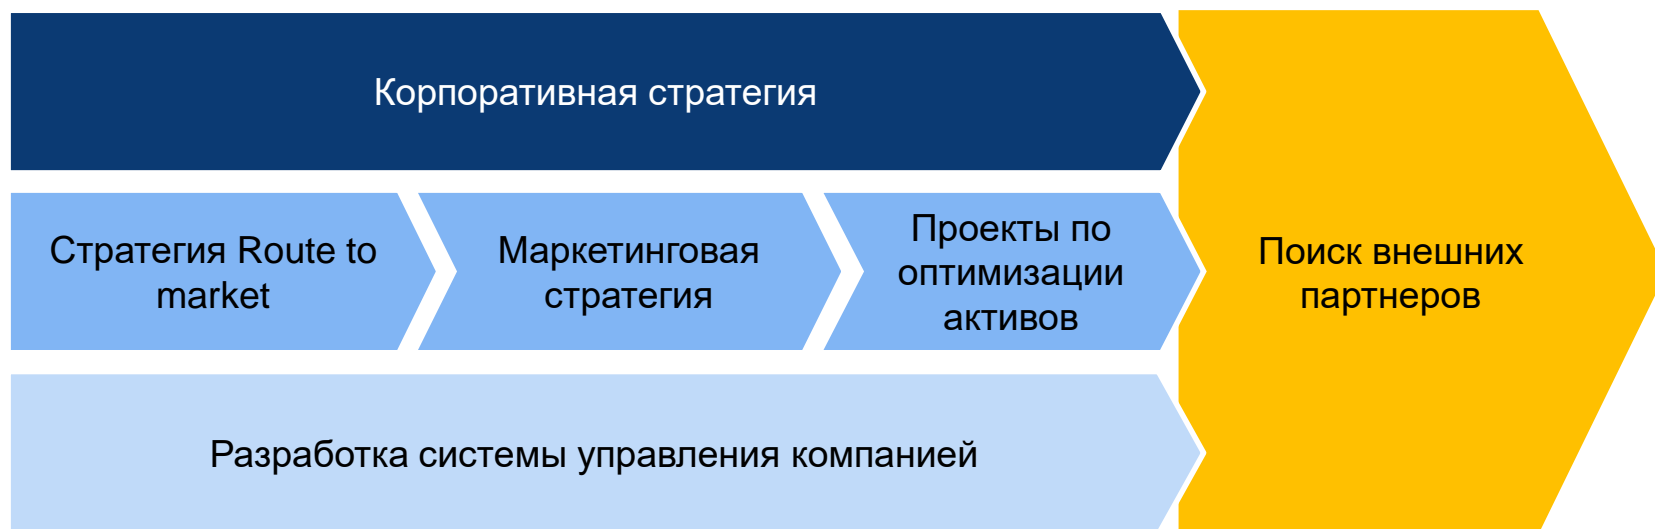 Корпоративная стратегия
Стратегия Route to
market
Маркетинговая
стратегия
Проекты по
оптимизации
активов
Поиск внешних
партнеров
Разработка системы управления компанией